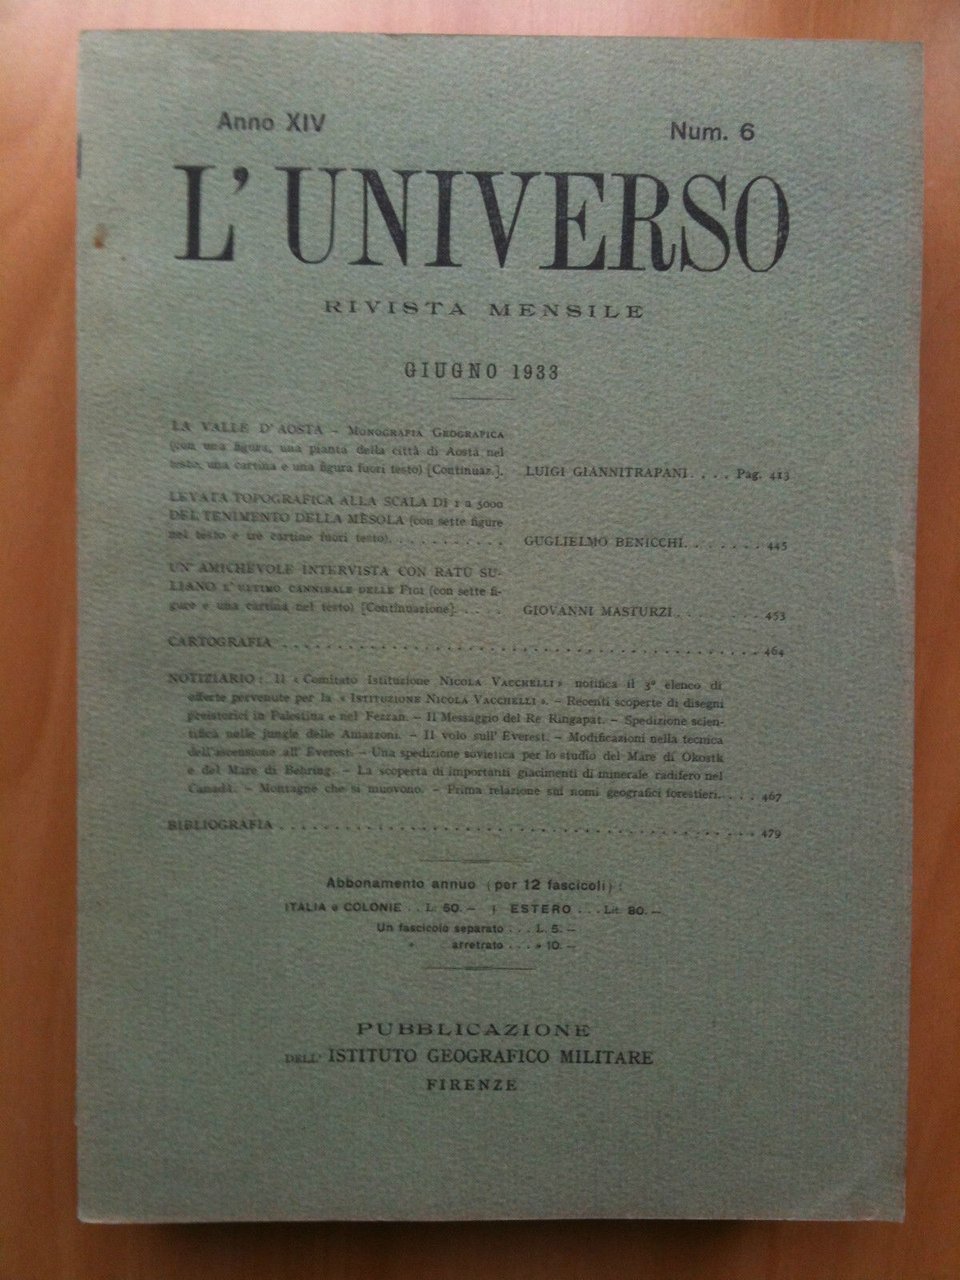 Anno XIV Num. 6
L'UNIVERSO
RIVISTA MENSILE
GIUGNO 1933
LA VALLE D'AOSTA – MONOGRAFIA GEOGRAFICA
(con una figura, una pianta della città di Aosta nel
testo, una cartina e una figura fuori testo) [Continuaz.]. LUIGI GIANNITRAPANI. . . . Pag. 413
LEVATA TOPOGRAFICA ALLA SCALA DI 1 a 5000
DEL TENIMENTO DELLA MÈSOLA (con sette figure
nel testo e tre cartine fuori testo). . . . . . . . . . . GUGLIELMO BENICCHI. . . . . . . . 445
UN'AMICHEVOLE INTERVISTA CON RATÙ SU-
LIANO L'ULTIMO CANNIBALE DELLE FIGI (con sette fi-
gure e una cartina nel testo) [Continuazione]. . . . . GIOVANNI MASTURZI. . . . . . . . . 453
CARTOGRAFIA . . . . . . . . . . . . . . . . . . . . . . . . . . . . . . . . . . . . . . . . 464
NOTIZIARIO: Il « Comitato Istituzione NICOLA VACCHELLI » notifica il 3º elenco di
offerte pervenute per la « ISTITUZIONE NICOLA VACCHELLI ». – Recenti scoperte di disegni
preistorici in Palestina e nel Fezzan. – Il Messaggio del Re Ringapat. – Spedizione scien-
tifica nelle jungle delle Amazzoni. – Il volo sull'Everest. – Modificazioni nella tecnica
dell'ascensione all'Everest. – Una spedizione sovietica per lo studio del Mare di Okostk
e del Mare di Behring. – La scoperta di importanti giacimenti di minerale radifero nel
Canadà. – Montagne che si muovono. – Prima relazione sui nomi geografici forestieri. . . . . 467
BIBLIOGRAFIA . . . . . . . . . . . . . . . . . . . . . . . . . . . . . . . . . . . . . . . . 479
Abbonamento annuo (per 12 fascicoli) :
ITALIA e COLONIE . . L. 50. – | ESTERO . . . Lit. 80. –
Un fascicolo separato . . . L. 5. –
» arretrato . . . » 10. –
PUBBLICAZIONE
DELL' ISTITUTO GEOGRAFICO MILITARE
FIRENZE